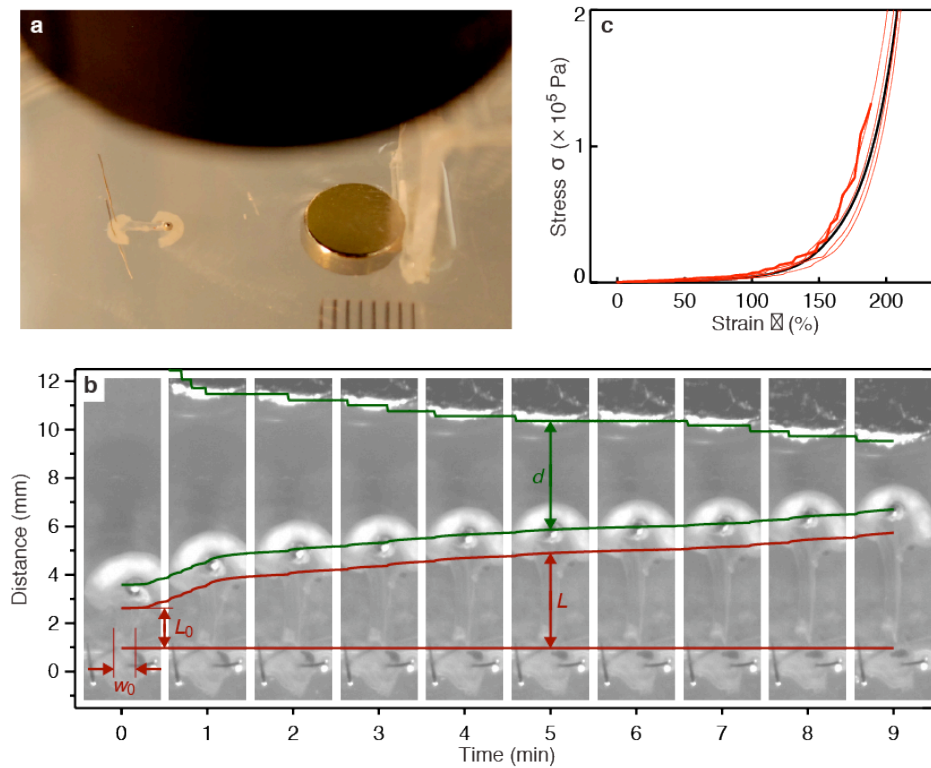 a
c
Stress σ (× 10⁵ Pa)
2
1
0
0 50 100 150 200
Strain  (%)
b
Distance (mm)
12
10
8
6
4
2
0
d
L
L₀
w₀
0 1 2 3 4 5 6 7 8 9
Time (min)